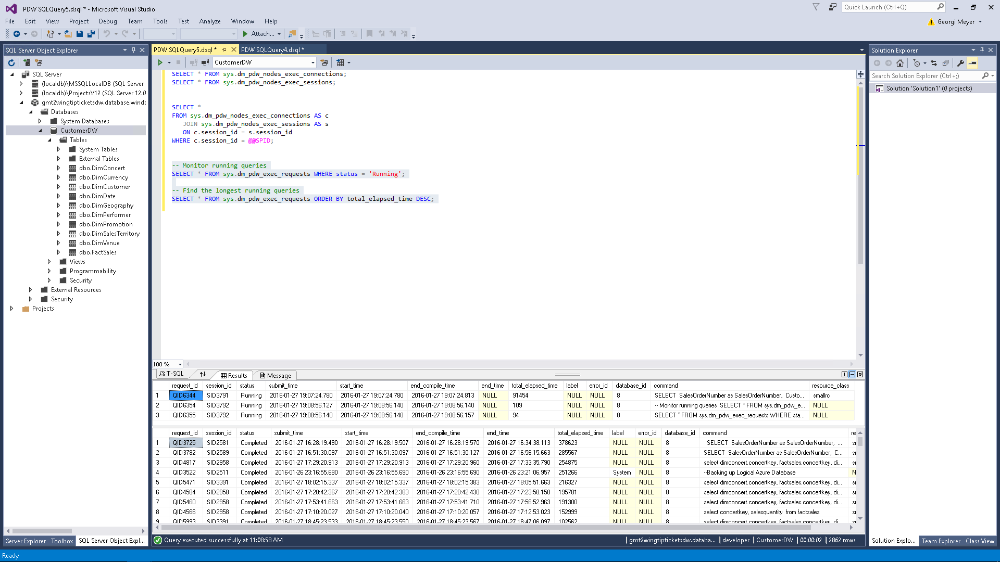 PDW SQLQuery5.dsql * - Microsoft Visual Studio
Quick Launch (Ctrl+Q)
File Edit View Project Debug Team Tools Test Analyze Window Help
Georgi Meyer
Attach...
SQL Server Object Explorer
PDW SQLQuery5.dsql * PDW SQLQuery4.dsql *
Solution Explorer
CustomerDW
SQL Server
(localdb)\MSSQLLocalDB (SQL Server
(localdb)\ProjectsV12 (SQL Server 12.0
gmt2wingtipticketsdw.database.windo
Databases
System Databases
CustomerDW
Tables
System Tables
External Tables
dbo.DimConcert
dbo.DimCurrency
dbo.DimCustomer
dbo.DimDate
dbo.DimGeography
dbo.DimPerformer
dbo.DimPromotion
dbo.DimSalesTerritory
dbo.DimVenue
dbo.FactSales
Views
Programmability
Security
External Resources
Security
Projects
Server Explorer Toolbox SQL Server Object Expl...
SELECT * FROM sys.dm_pdw_nodes_exec_connections;
SELECT * FROM sys.dm_pdw_nodes_exec_sessions;
SELECT *
FROM sys.dm_pdw_nodes_exec_connections AS c
JOIN sys.dm_pdw_nodes_exec_sessions AS s
ON c.session_id = s.session_id
WHERE c.session_id = @@SPID;
-- Monitor running queries
SELECT * FROM sys.dm_pdw_exec_requests WHERE status = 'Running';
-- Find the longest running queries
SELECT * FROM sys.dm_pdw_exec_requests ORDER BY total_elapsed_time DESC;
100 %
T-SQL Results Message
request_id session_id status submit_time start_time end_compile_time end_time total_elapsed_time label error_id database_id command resource_class
1 QID6344 SID3791 Running 2016-01-27 19:07:24.780 2016-01-27 19:07:24.780 2016-01-27 19:07:24.813 NULL 91454 NULL NULL 8 SELECT SalesOrderNumber as SalesOrderNumber, Custo... smallrc
2 QID6354 SID3792 Running 2016-01-27 19:08:56.127 2016-01-27 19:08:56.140 2016-01-27 19:08:56.140 NULL 109 NULL NULL 8 -- Monitor running queries SELECT * FROM sys.dm_pdw_e... NULL
3 QID6355 SID3792 Running 2016-01-27 19:08:56.140 2016-01-27 19:08:56.140 2016-01-27 19:08:56.157 NULL 94 NULL NULL 8 SELECT * FROM sys.dm_pdw_exec_requests WHERE sta... NULL
request_id session_id status submit_time start_time end_compile_time end_time total_elapsed_time label error_id database_id command re
1 QID3725 SID2581 Completed 2016-01-27 16:28:19.490 2016-01-27 16:28:19.507 2016-01-27 16:28:19.570 2016-01-27 16:34:38.113 378623 NULL NULL 8 SELECT SalesOrderNumber as SalesOrderNumber, ...
2 QID3782 SID2589 Completed 2016-01-27 16:51:30.097 2016-01-27 16:51:30.097 2016-01-27 16:51:30.127 2016-01-27 16:56:15.663 285567 NULL NULL 8 SELECT SalesOrderNumber as SalesOrderNumber, C...
3 QID4817 SID2958 Completed 2016-01-27 17:29:20.913 2016-01-27 17:29:20.913 2016-01-27 17:29:20.960 2016-01-27 17:33:35.790 254875 NULL NULL 8 select dimconcert.concertkey, factsales.concertkey, di...
4 QID3522 SID2511 Completed 2016-01-26 23:16:55.690 2016-01-26 23:16:55.690 2016-01-26 23:16:55.690 2016-01-26 23:21:06.957 251266 System NULL 8 --Backing up Logical Azure Database N
5 QID5471 SID3391 Completed 2016-01-27 18:02:15.337 2016-01-27 18:02:15.337 2016-01-27 18:02:15.383 2016-01-27 18:05:51.663 216327 NULL NULL 8 select dimconcert.concertkey, factsales.concertkey, di...
6 QID4584 SID2958 Completed 2016-01-27 17:20:42.367 2016-01-27 17:20:42.383 2016-01-27 17:20:42.430 2016-01-27 17:23:58.150 195781 NULL NULL 8 select dimconcert.concertkey, factsales.concertkey, di...
7 QID5460 SID2958 Completed 2016-01-27 17:53:41.663 2016-01-27 17:53:41.663 2016-01-27 17:53:41.710 2016-01-27 17:56:52.963 191300 NULL NULL 8 select dimconcert.concertkey, factsales.concertkey, di...
8 QID4566 SID2958 Completed 2016-01-27 17:10:20.027 2016-01-27 17:10:20.040 2016-01-27 17:10:20.057 2016-01-27 17:12:53.023 152999 NULL NULL 8 select concertkey, salesquantity from factsales
9 QID5993 SID3391 Completed 2016-01-27 18:45:23.533 2016-01-27 18:45:23.550 2016-01-27 18:45:23.567 2016-01-27 18:47:06.097 102562 NULL NULL 8 select dimconcert.concertkey, factsales.concertkey, di...
Query executed successfully at 11:08:58 AM gmt2wingtipticketsdw.databa... developer CustomerDW 00:00:02 2862 rows
Search Solution Explorer (Ctrl+;)
Solution 'Solution1' (0 projects)
Solution Explo... Team Explorer Class View
Ready